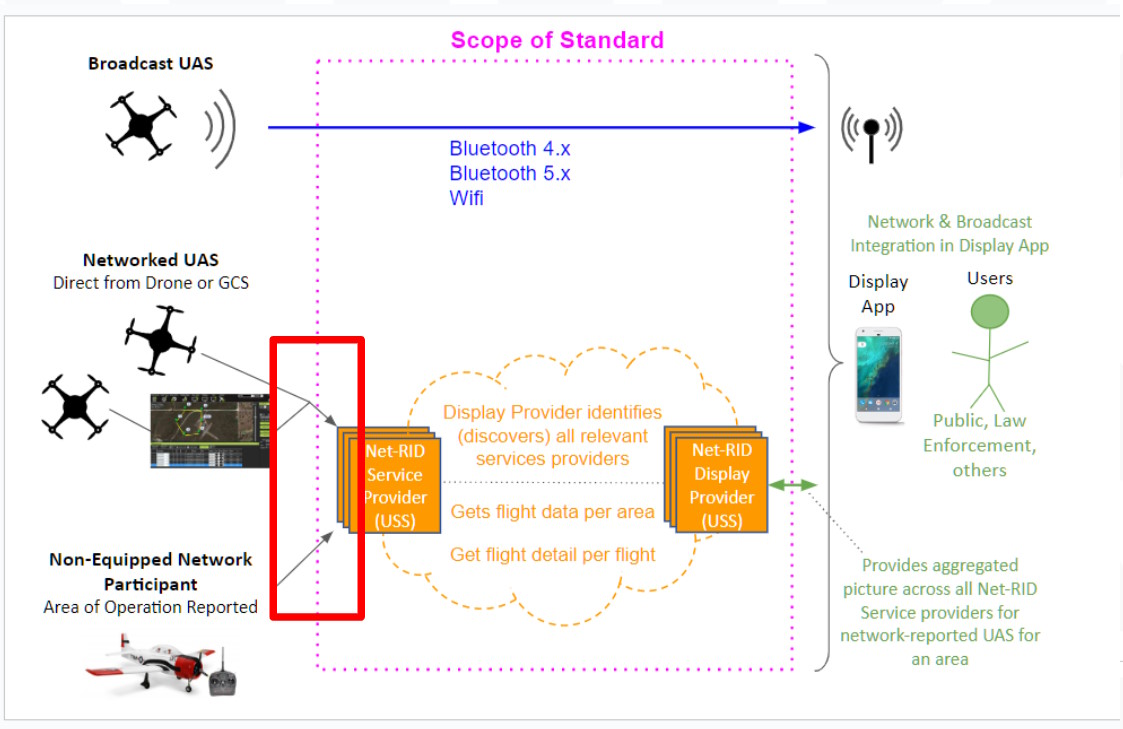 Scope of Standard
Broadcast UAS
Bluetooth 4.x
Bluetooth 5.x
Wifi
Network & Broadcast
Integration in Display App
Networked UAS
Direct from Drone or GCS
Display
App
Users
Public, Law
Enforcement,
others
Display Provider identifies
(discovers) all relevant
services providers
Net-RID
Service
Provider
(USS)
Net-RID
Display
Provider
(USS)
Gets flight data per area
Get flight detail per flight
Non-Equipped Network
Participant
Area of Operation Reported
Provides aggregated
picture across all Net-RID
Service providers for
network-reported UAS for
an area